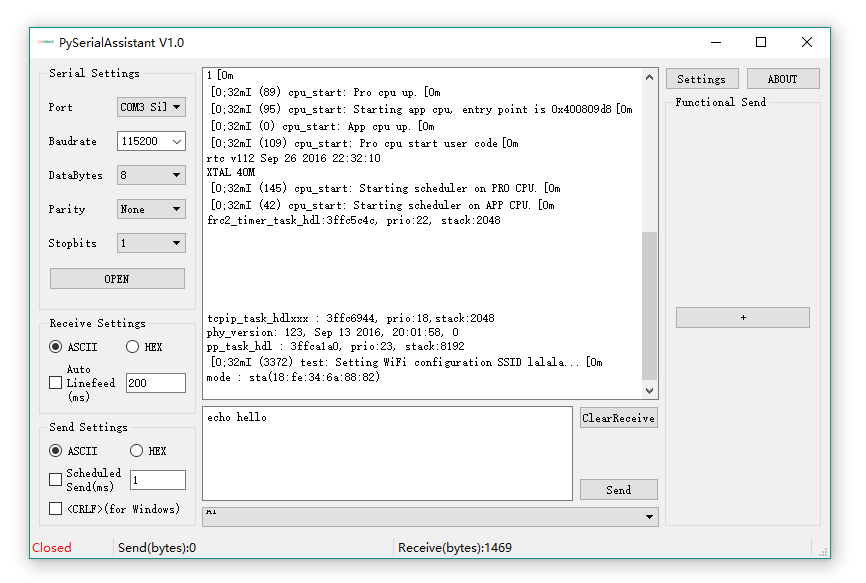 PySerialAssistant V1.0
Serial Settings
Port
COM3 Sil
Baudrate
115200
DataBytes
8
Parity
None
Stopbits
1
OPEN
Receive Settings
ASCII
HEX
Auto
Linefeed
(ms)
200
Send Settings
ASCII
HEX
Scheduled
Send(ms)
1
<CRLF>(for Windows)
1 [0m
[0;32mI (89) cpu_start: Pro cpu up. [0m
[0;32mI (95) cpu_start: Starting app cpu, entry point is 0x400809d8 [0m
[0;32mI (0) cpu_start: App cpu up. [0m
[0;32mI (109) cpu_start: Pro cpu start user code [0m
rtc v112 Sep 26 2016 22:32:10
XTAL 40M
[0;32mI (145) cpu_start: Starting scheduler on PRO CPU. [0m
[0;32mI (42) cpu_start: Starting scheduler on APP CPU. [0m
frc2_timer_task_hdl:3ffc5c4c, prio:22, stack:2048
tcpip_task_hdlxxx : 3ffc6944, prio:18,stack:2048
phy_version: 123, Sep 13 2016, 20:01:58, 0
pp_task_hdl : 3ffca1a0, prio:23, stack:8192
[0;32mI (3372) test: Setting WiFi configuration SSID lalala... [0m
mode : sta(18:fe:34:6a:88:82)
echo hello
ClearReceive
Send
Settings
ABOUT
Functional Send
+
Closed
Send(bytes):0
Receive(bytes):1469